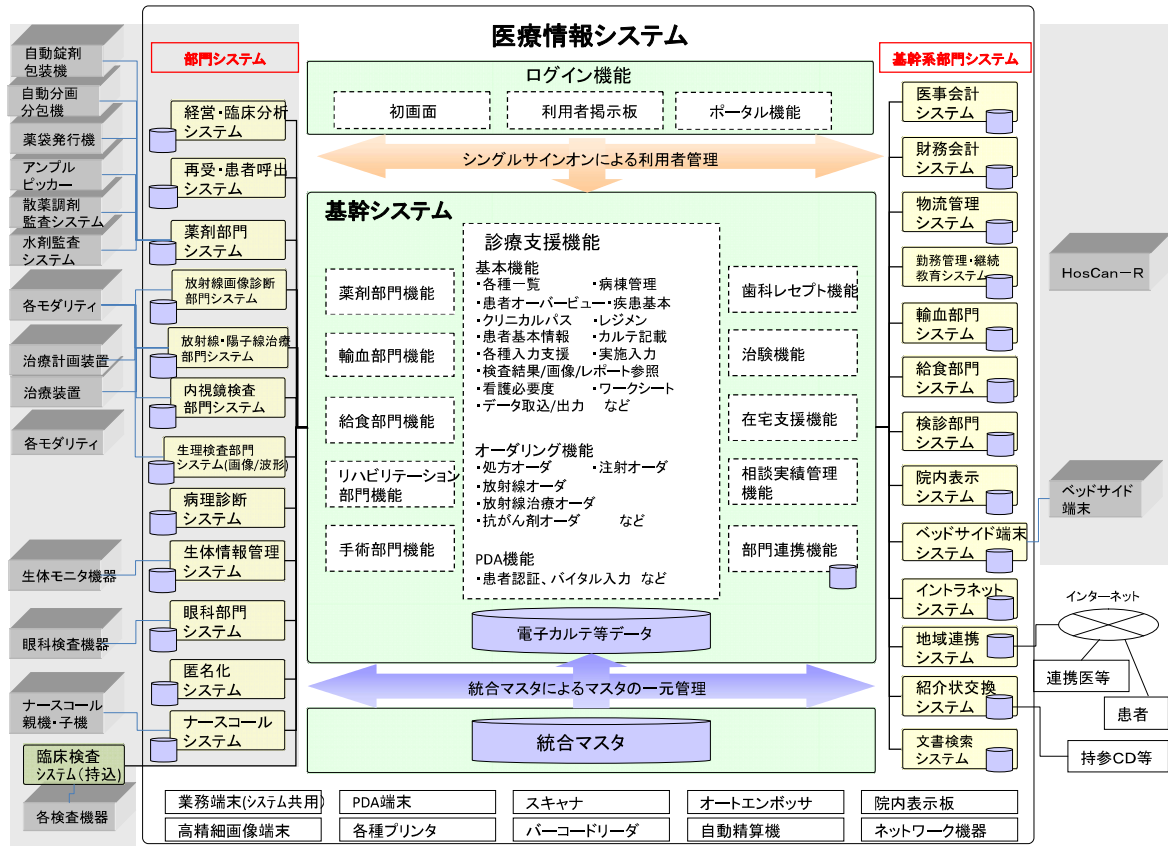 医療情報システム
自動錠剤
包装機
自動分画
分包機
薬袋発行機
アンプル
ピッカー
散薬調剤
監査システム
水剤監査
システム
各モダリティ
治療計画装置
治療装置
各モダリティ
生体モニタ機器
眼科検査機器
ナースコール
親機・子機
臨床検査
システム(持込)
各検査機器
部門システム
経営・臨床分析
システム
再受・患者呼出
システム
薬剤部門
システム
放射線画像診断
部門システム
放射線・陽子線治療
部門システム
内視鏡検査
部門システム
生理検査部門
システム(画像/波形)
病理診断
システム
生体情報管理
システム
眼科部門
システム
匿名化
システム
ナースコール
システム
ログイン機能
初画面
利用者掲示板
ポータル機能
シングルサインオンによる利用者管理
基幹システム
薬剤部門機能
輸血部門機能
給食部門機能
リハビリテーション
部門機能
手術部門機能
診療支援機能
基本機能
・各種一覧 ・病棟管理
・患者オーバービュー ・疾患基本
・クリニカルパス ・レジメン
・患者基本情報 ・カルテ記載
・各種入力支援 ・実施入力
・検査結果/画像/レポート参照
・看護必要度 ・ワークシート
・データ取込/出力 など
オーダリング機能
・処方オーダ ・注射オーダ
・放射線オーダ
・放射線治療オーダ
・抗がん剤オーダ など
PDA機能
・患者認証、バイタル入力 など
歯科レセプト機能
治験機能
在宅支援機能
相談実績管理
機能
部門連携機能
電子カルテ等データ
統合マスタによるマスタの一元管理
統合マスタ
基幹系部門システム
医事会計
システム
財務会計
システム
物流管理
システム
勤務管理・継続
教育システム
輸血部門
システム
給食部門
システム
検診部門
システム
院内表示
システム
ベッドサイド端末
システム
イントラネット
システム
地域連携
システム
紹介状交換
システム
文書検索
システム
HosCan－R
ベッドサイド
端末
インターネット
連携医等
患者
持参CD等
業務端末(システム共用)
PDA端末
スキャナ
オートエンボッサ
院内表示板
高精細画像端末
各種プリンタ
バーコードリーダ
自動精算機
ネットワーク機器